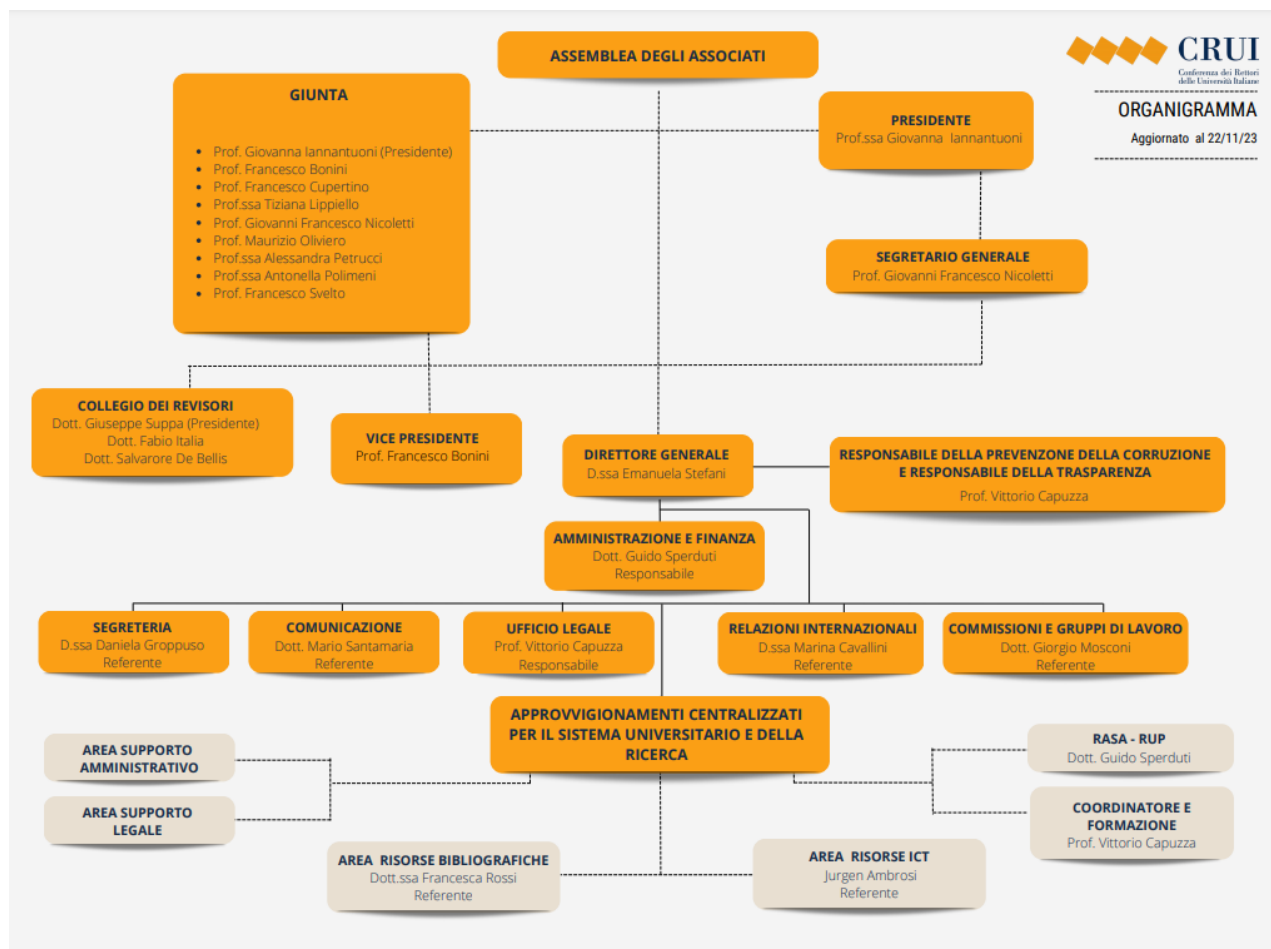 ASSEMBLEA DEGLI ASSOCIATI
CRUI
Conferenza dei Rettori
delle Università Italiane
ORGANIGRAMMA
Aggiornato al 22/11/23
GIUNTA
• Prof. Giovanna Iannantuoni (Presidente)
• Prof. Francesco Bonini
• Prof. Francesco Cupertino
• Prof.ssa Tiziana Lippiello
• Prof. Giovanni Francesco Nicoletti
• Prof. Maurizio Oliviero
• Prof.ssa Alessandra Petrucci
• Prof.ssa Antonella Polimeni
• Prof. Francesco Svelto
PRESIDENTE
Prof.ssa Giovanna Iannantuoni
SEGRETARIO GENERALE
Prof. Giovanni Francesco Nicoletti
COLLEGIO DEI REVISORI
Dott. Giuseppe Suppa (Presidente)
Dott. Fabio Italia
Dott. Salvarore De Bellis
VICE PRESIDENTE
Prof. Francesco Bonini
DIRETTORE GENERALE
D.ssa Emanuela Stefani
RESPONSABILE DELLA PREVENZONE DELLA CORRUZIONE
E RESPONSABILE DELLA TRASPARENZA
Prof. Vittorio Capuzza
AMMINISTRAZIONE E FINANZA
Dott. Guido Sperduti
Responsabile
SEGRETERIA
D.ssa Daniela Groppuso
Referente
COMUNICAZIONE
Dott. Mario Santamaria
Referente
UFFICIO LEGALE
Prof. Vittorio Capuzza
Responsabile
RELAZIONI INTERNAZIONALI
D.ssa Marina Cavallini
Referente
COMMISSIONI E GRUPPI DI LAVORO
Dott. Giorgio Mosconi
Referente
APPROVVIGIONAMENTI CENTRALIZZATI
PER IL SISTEMA UNIVERSITARIO E DELLA
RICERCA
AREA SUPPORTO
AMMINISTRATIVO
AREA SUPPORTO
LEGALE
RASA - RUP
Dott. Guido Sperduti
COORDINATORE E
FORMAZIONE
Prof. Vittorio Capuzza
AREA RISORSE BIBLIOGRAFICHE
Dott.ssa Francesca Rossi
Referente
AREA RISORSE ICT
Jurgen Ambrosi
Referente